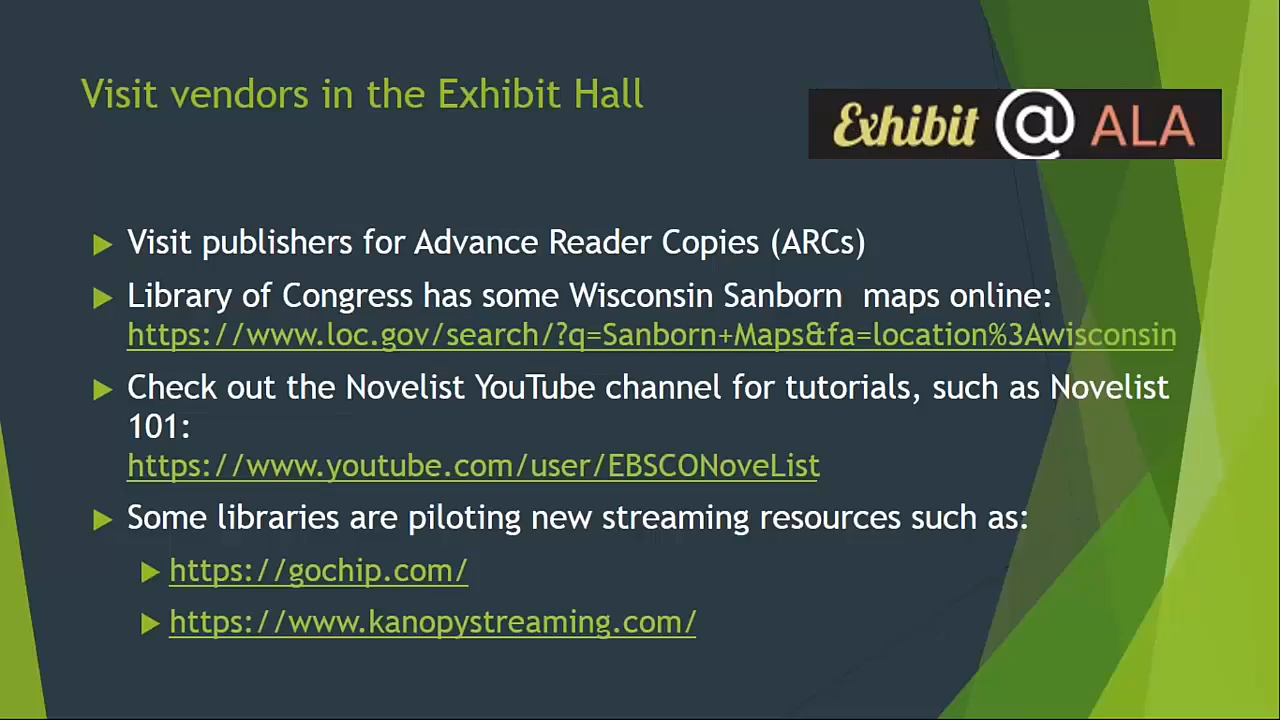 Visit vendors in the Exhibit Hall
Exhibit @ ALA
Visit publishers for Advance Reader Copies (ARCs)
Library of Congress has some Wisconsin Sanborn  maps online:
https://www.loc.gov/search/?q=Sanborn+Maps&fa=location%3Awisconsin
Check out the Novelist YouTube channel for tutorials, such as Novelist
101:
https://www.youtube.com/user/EBSCONoveList
Some libraries are piloting new streaming resources such as:
https://gochip.com/
https://www.kanopystreaming.com/